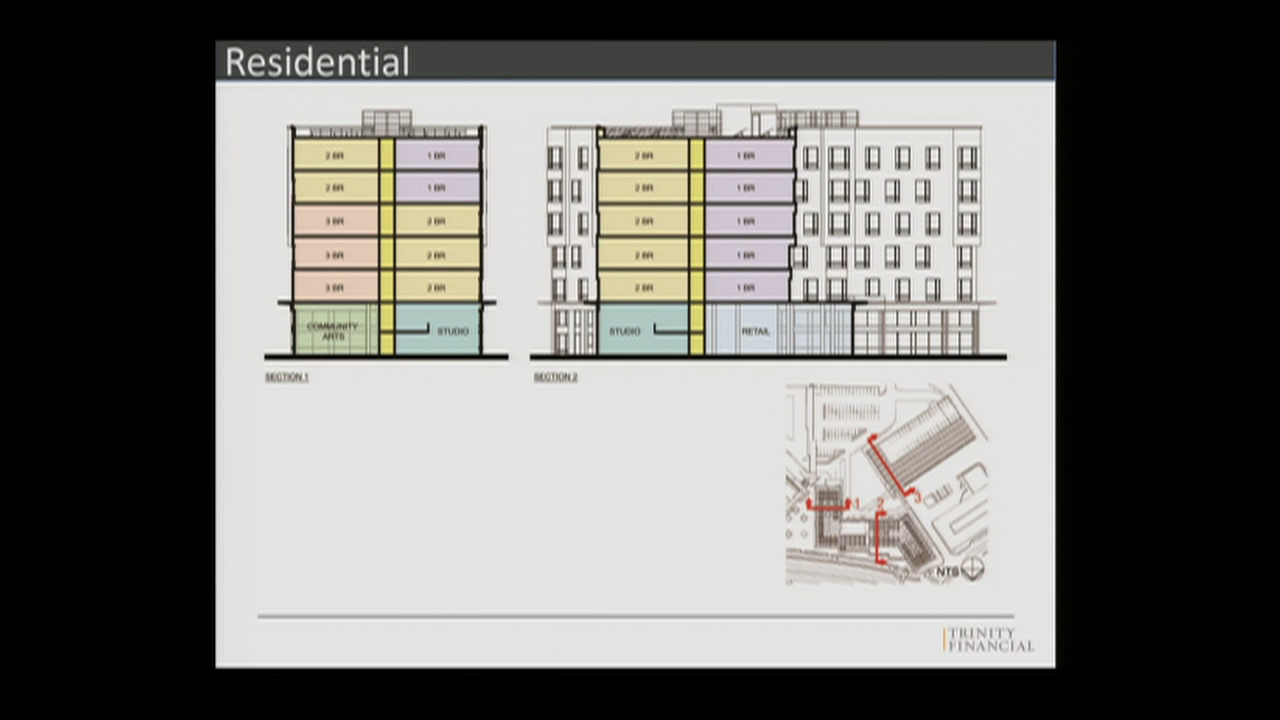 Residential
2 BR 1 BR
2 BR 1 BR
3 BR 2 BR
3 BR 2 BR
3 BR 2 BR
COMMUNITY
ARTS
STUDIO
SECTION 1
2 BR 1 BR
2 BR 1 BR
2 BR 1 BR
2 BR 1 BR
2 BR 1 BR
STUDIO RETAIL
SECTION 2
1 2 3
NTS
TRINITY
FINANCIAL